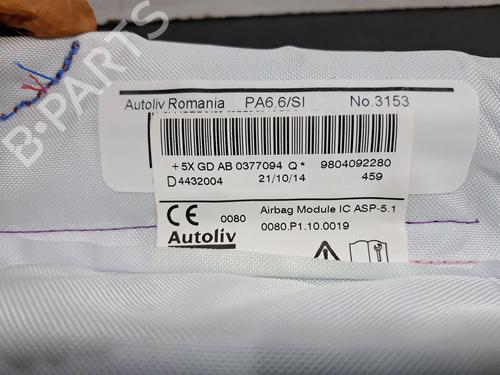 B-PARTS
Autoliv Romania PA6.6/SI No.3153
+5X GD AB 0377094 Q* 9804092280
D 4432004 21/10/14 459
CE 0080 Airbag Module IC ASP-5.1
Autoliv 0080.P1.10.0019